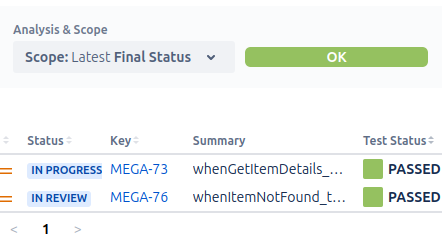 Analysis & Scope
Scope: Latest Final Status
OK
Status Key Summary Test Status
IN PROGRESS MEGA-73 whenGetItemDetails_... PASSED
IN REVIEW MEGA-76 whenItemNotFound_t... PASSED
< 1 >